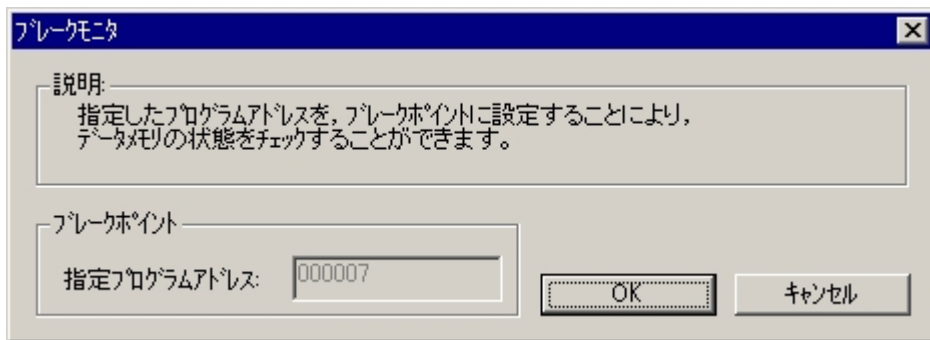 ﾌﾞﾚｰｸﾓﾆﾀ
説明:
指定したﾌﾟﾛｸﾞﾗﾑｱﾄﾞﾚｽを,ﾌﾞﾚｰｸﾎﾟｲﾝﾄに設定することにより,
ﾃﾞｰﾀﾒﾓﾘの状態をﾁｪｯｸすることができます。
ﾌﾞﾚｰｸﾎﾟｲﾝﾄ
指定ﾌﾟﾛｸﾞﾗﾑｱﾄﾞﾚｽ: 000007
OK ｷｬﾝｾﾙ